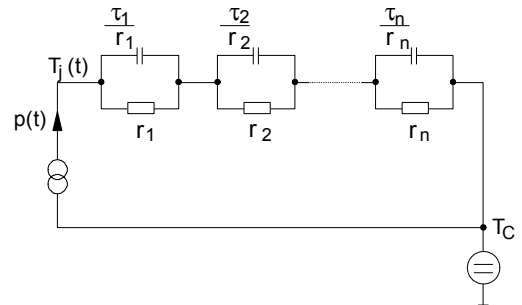 τ1 τ2 τn
r1 r2 rn
Tj(t)
r1 r2 rn
p(t)
TC